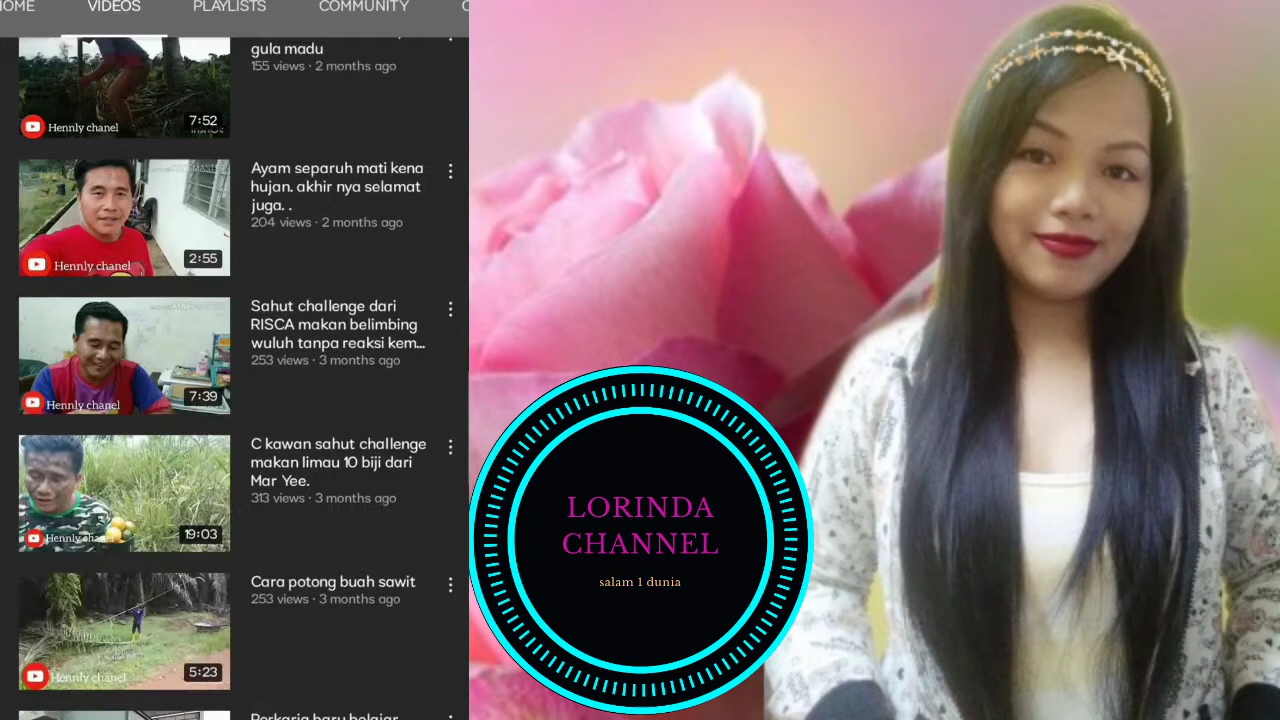 HOME VIDEOS PLAYLISTS COMMUNITY
gula madu
155 views · 2 months ago
7:52
Hennly chanel
Ayam separuh mati kena
hujan. akhir nya selamat
juga. .
204 views · 2 months ago
2:55
Hennly chanel
Sahut challenge dari
RISCA makan belimbing
wuluh tanpa reaksi kem...
253 views · 3 months ago
7:39
Hennly chanel
C kawan sahut challenge
makan limau 10 biji dari
Mar Yee.
313 views · 3 months ago
19:03
Hennly chanel
Cara potong buah sawit
253 views · 3 months ago
5:23
Hennly chanel
LORINDA
CHANNEL
salam 1 dunia